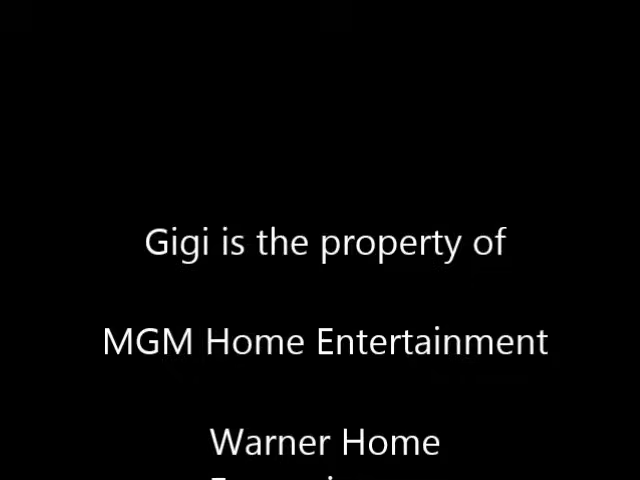 Gigi is the property of
MGM Home Entertainment
Warner Home